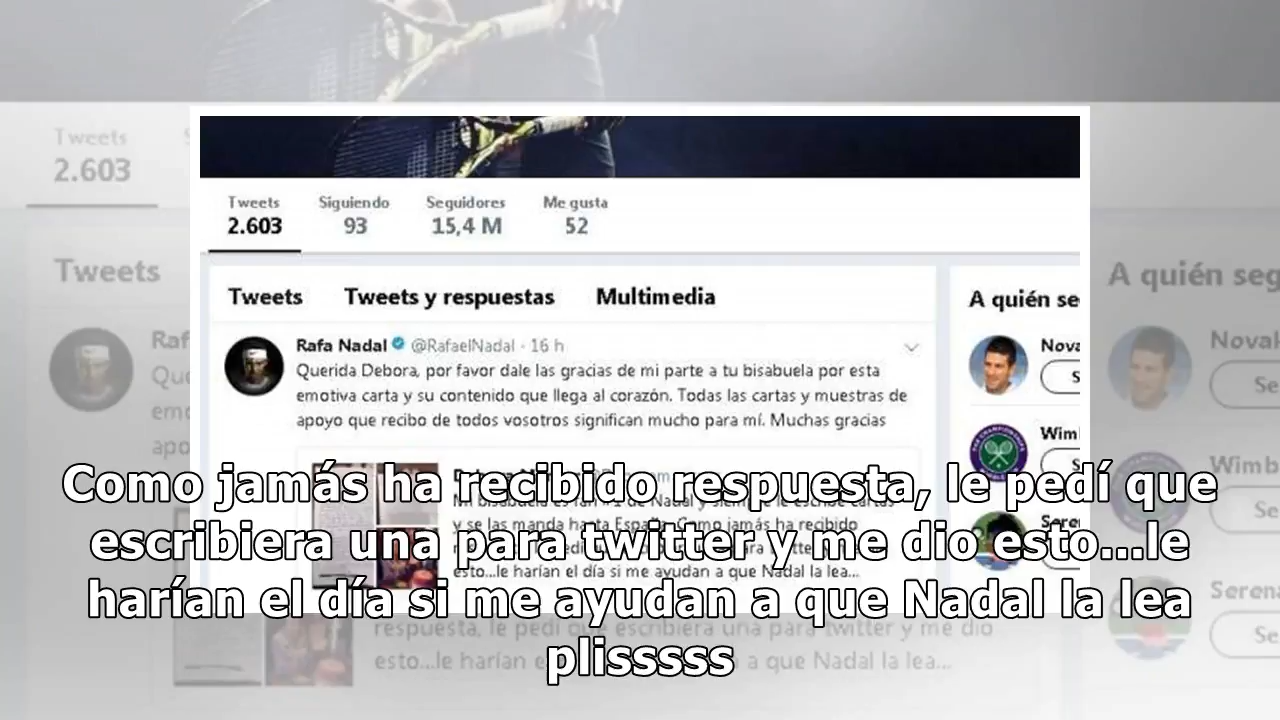 Tweets
2.603
Tweets
Tweets
Siguiendo
Seguidores
Me gusta
2.603
93
15,4 M
52
Tweets
Tweets y respuestas
Multimedia
Rafa Nadal @RafaelNadal · 16 h
Querida Debora, por favor dale las gracias de mi parte a tu bisabuela por esta
emotiva carta y su contenido que llega al corazón. Todas las cartas y muestras de
apoyo que recibo de todos vosotros significan mucho para mí. Muchas gracias
y se las manda hasta España. Como jamás ha recibido
esto...le harían el día si me ayudan a que Nadal la lea...
A quién se
Nova
Wim
Seren
A quién seg
Novak
Se
Wimb
Se
Serena
Se
Como jamás ha recibido respuesta, le pedí que
escribiera una para twitter y me dio esto...le
harían el día si me ayudan a que Nadal la lea
plisssss
respuesta, le pedí que escribiera una para twitter y me dio
esto...le harían a que Nadal la lea...